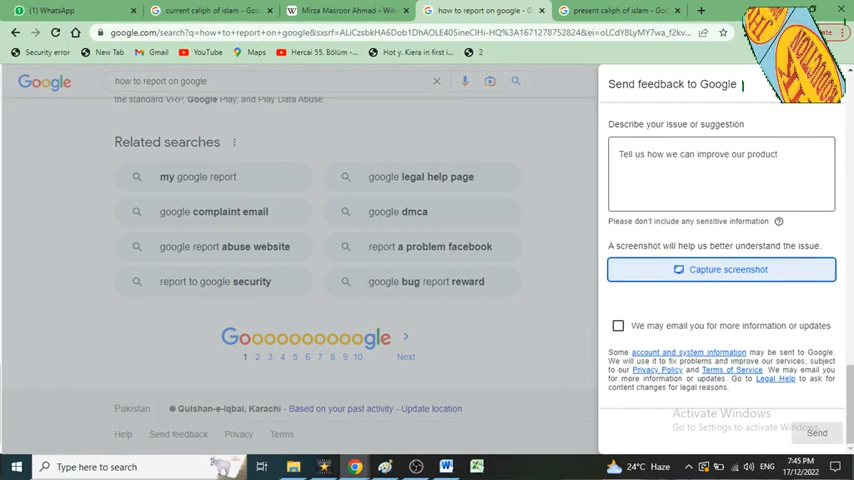 WhatsApp
current caliph of islam - Goo
Mirza Masroor Ahmad - Wiki
how to report on google - G
present caliph of islam - Goo
google.com/search?q=how+to+report+on+google&sxsrf=ALiCzsbkHA6Dob1DhAOLE40SineClHi-HQ%3A1671278752824&ei=oLCdY8LyMY7wa_f2kv
Security error
New Tab
Gmail
YouTube
Maps
Hercai 55. Bölüm -...
Hot y. Kiera in first i'
2
Google
how to report on google
the standard VRP, Google Play, and Play Data Abuse.
Related searches
my google report
google legal help page
google complaint email
google dmca
google report abuse website
report a problem facebook
report to google security
google bug report reward
Goooooooooogle
1 2 3 4 5 6 7 8 9 10 Next
Pakistan
Gulshan-e-Iqbal, Karachi - Based on your past activity - Update location
Help Send feedback Privacy Terms
Send feedback to Google
Describe your issue or suggestion
Tell us how we can improve our product
Please don't include any sensitive information
A screenshot will help us better understand the issue.
Capture screenshot
We may email you for more information or updates
Some account and system information may be sent to Google.
We will use it to fix problems and improve our services, subject
to our Privacy Policy and Terms of Service. We may email you
for more information or updates. Go to Legal Help to ask for
content changes for legal reasons.
Activate Windows
Go to Settings to activate Windows.
Send
Type here to search
24°C Haze
ENG
7:45 PM
17/12/2022